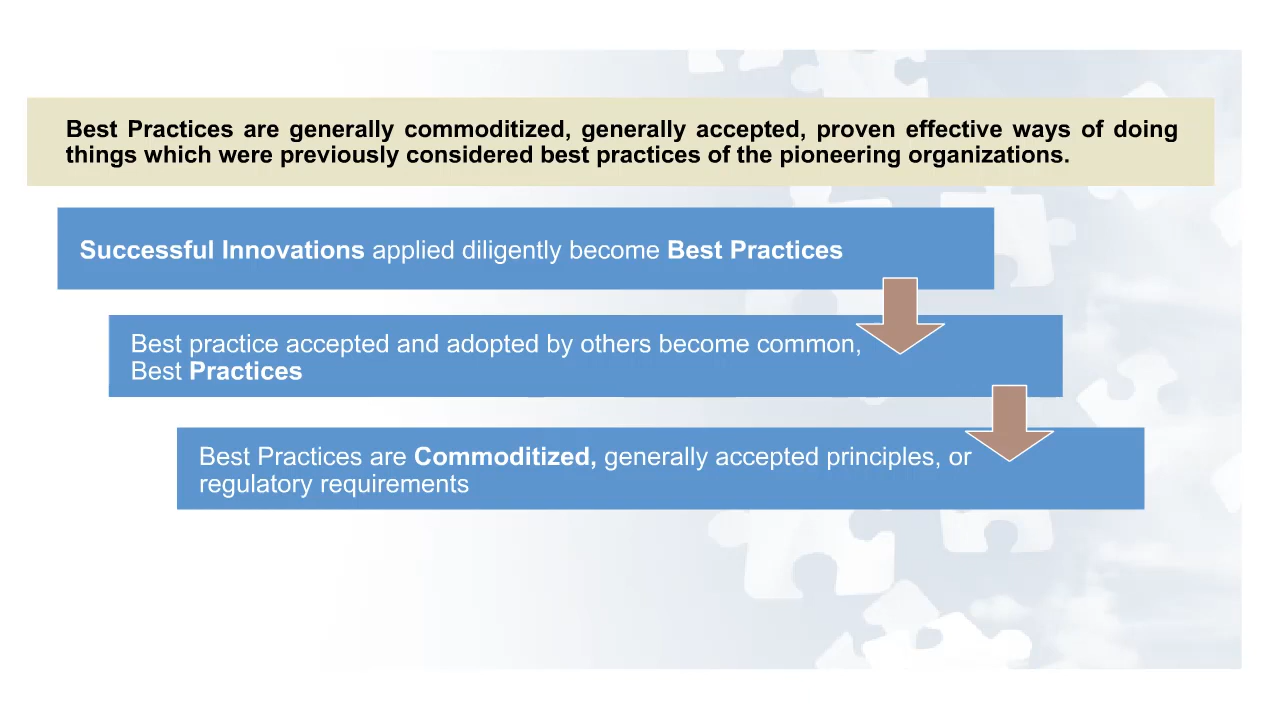 Best Practices are generally commoditized, generally accepted, proven effective ways of doing
things which were previously considered best practices of the pioneering organizations.
Successful Innovations applied diligently become Best Practices
Best practice accepted and adopted by others become common,
Best Practices
Best Practices are Commoditized, generally accepted principles, or
regulatory requirements